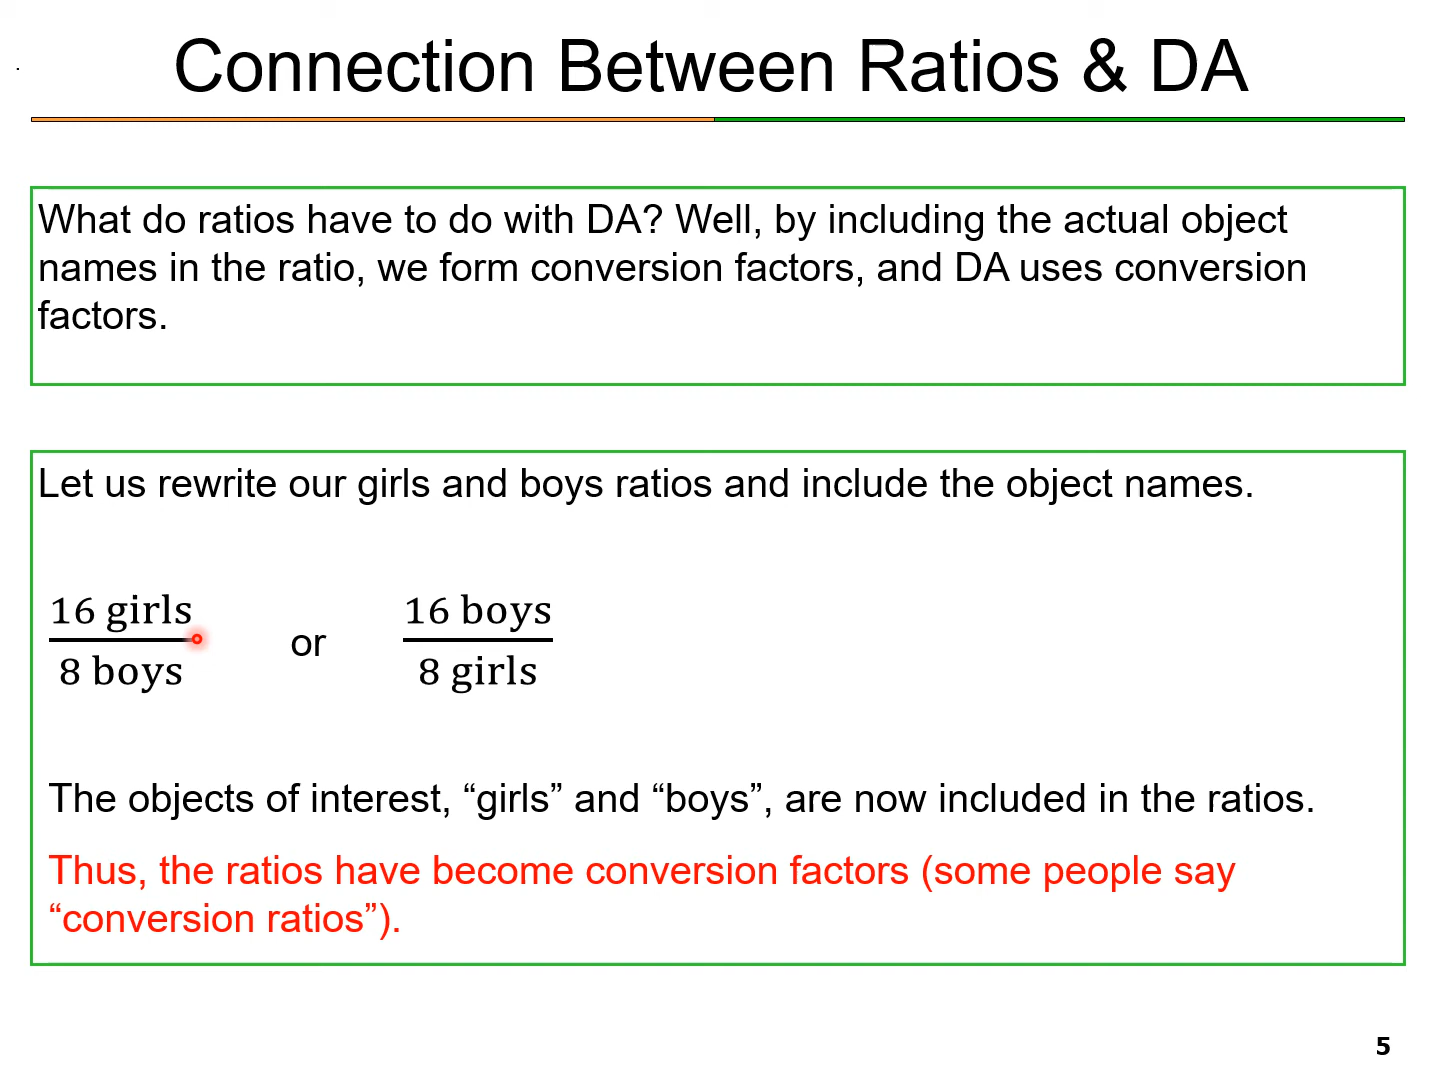 Connection Between Ratios & DA
.
What do ratios have to do with DA? Well, by including the actual object
names in the ratio, we form conversion factors, and DA uses conversion
factors.
Let us rewrite our girls and boys ratios and include the object names.
16 girls
8 boys
or
16 boys
8 girls
The objects of interest, “girls” and “boys”, are now included in the ratios.
Thus, the ratios have become conversion factors (some people say
“conversion ratios”).
5